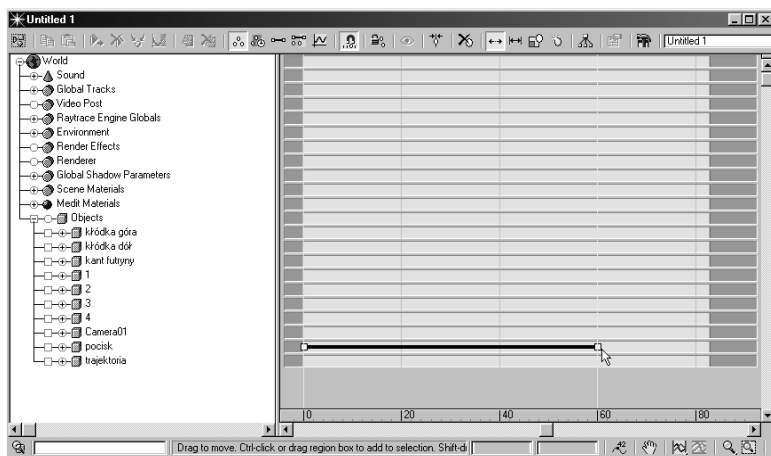 Untitled 1
Untitled 1
World
Sound
Global Tracks
Video Post
Raytrace Engine Globals
Environment
Render Effects
Renderer
Global Shadow Parameters
Scene Materials
Medit Materials
Objects
kłódka góra
kłódka dół
kant futryny
1
2
3
4
Camera01
pocisk
trajektoria
0 20 40 60 80
Drag to move. Ctrl-click or drag region box to add to selection. Shift-d